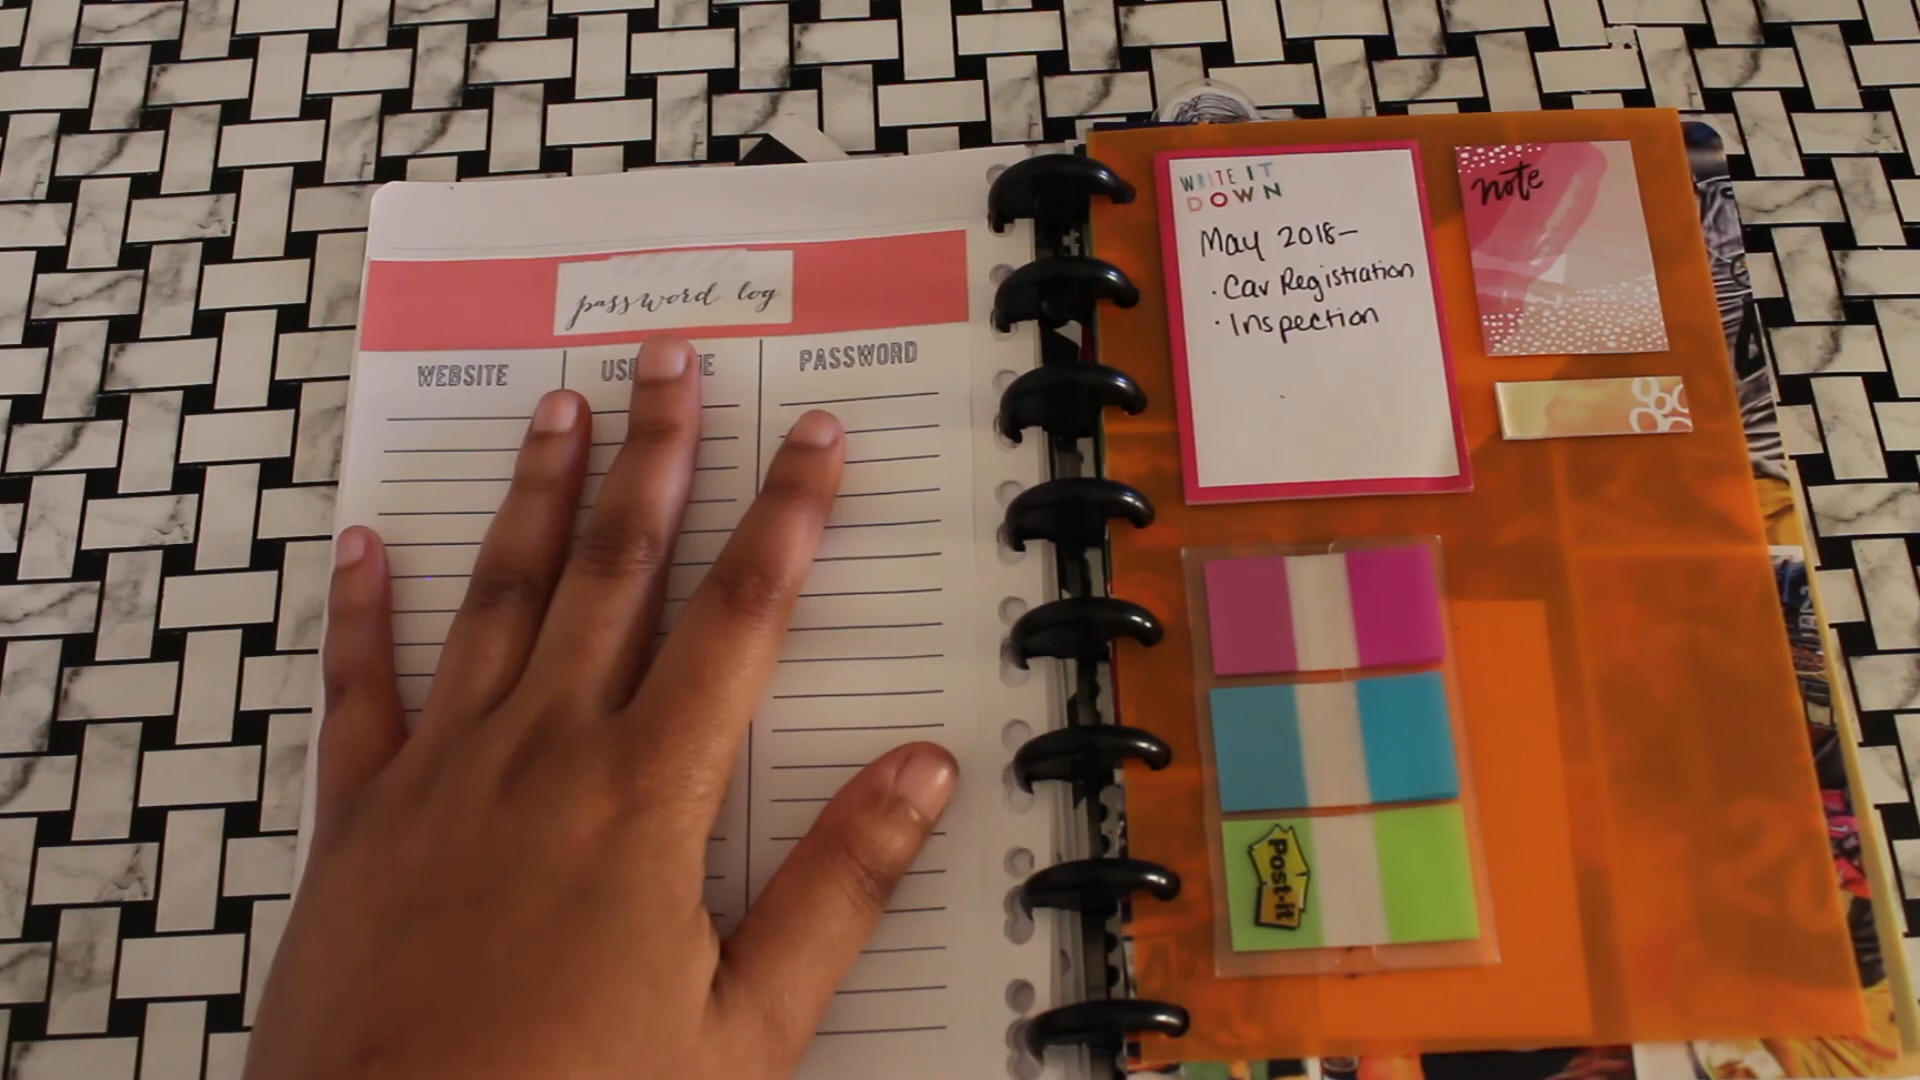 password log
WEBSITE
PASSWORD
WRITE IT
DOWN
May 2018—
· Car Registration
· Inspection
note
Post-it